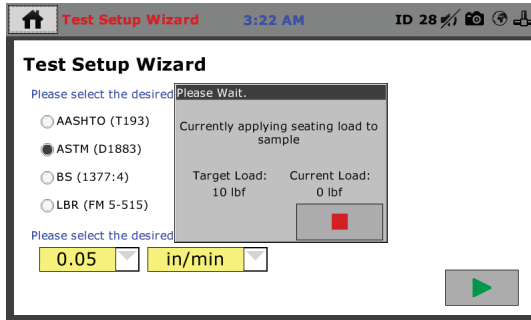 Test Setup Wizard 3:22 AM ID 28
Test Setup Wizard
Please select the desired
Please Wait.
AASHTO (T193)
ASTM (D1883)
BS (1377:4)
LBR (FM 5-515)
Currently applying seating load to
sample
Target Load: Current Load:
10 lbf 0 lbf
Please select the desired
0.05 in/min